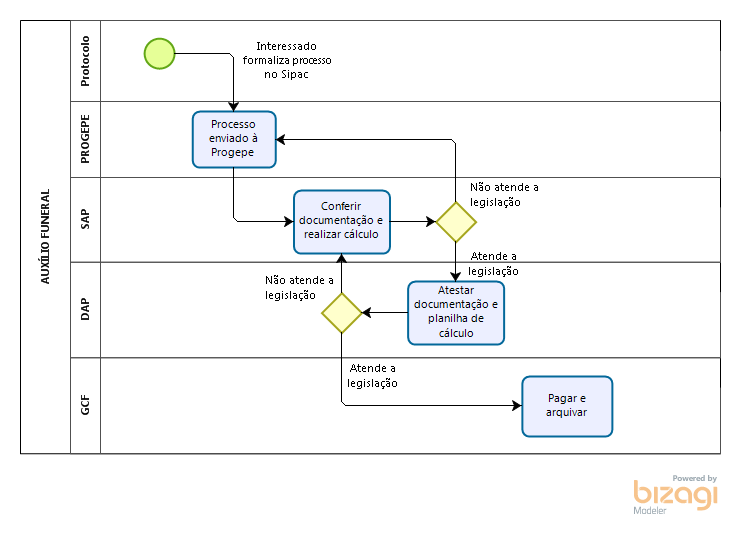 AUXÍLIO FUNERAL
Protocolo
Interessado
formaliza processo
no Sipac
PROGEPE
Processo
enviado à
Progepe
Não atende a
legislação
SAP
Conferir
documentação e
realizar cálculo
Atende a
legislação
DAP
Não atende a
legislação
Atestar
documentação e
planilha de
cálculo
GCF
Atende a
legislação
Pagar e
arquivar
Powered by
bizagi
Modeler